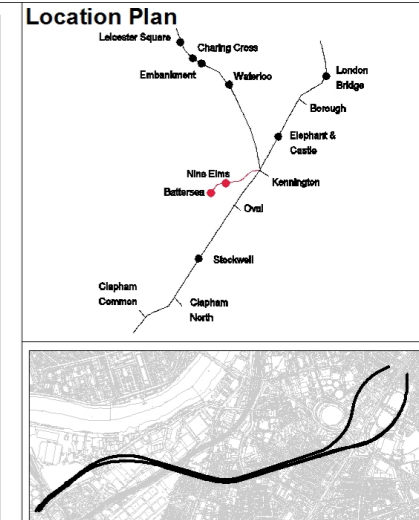 Location Plan
Leicester Square
Charing Cross
Embankment
Waterloo
London
Bridge
Borough
Elephant &
Castle
Nine Elms
Kennington
Battersea
Oval
Stockwell
Clapham
Common
Clapham
North